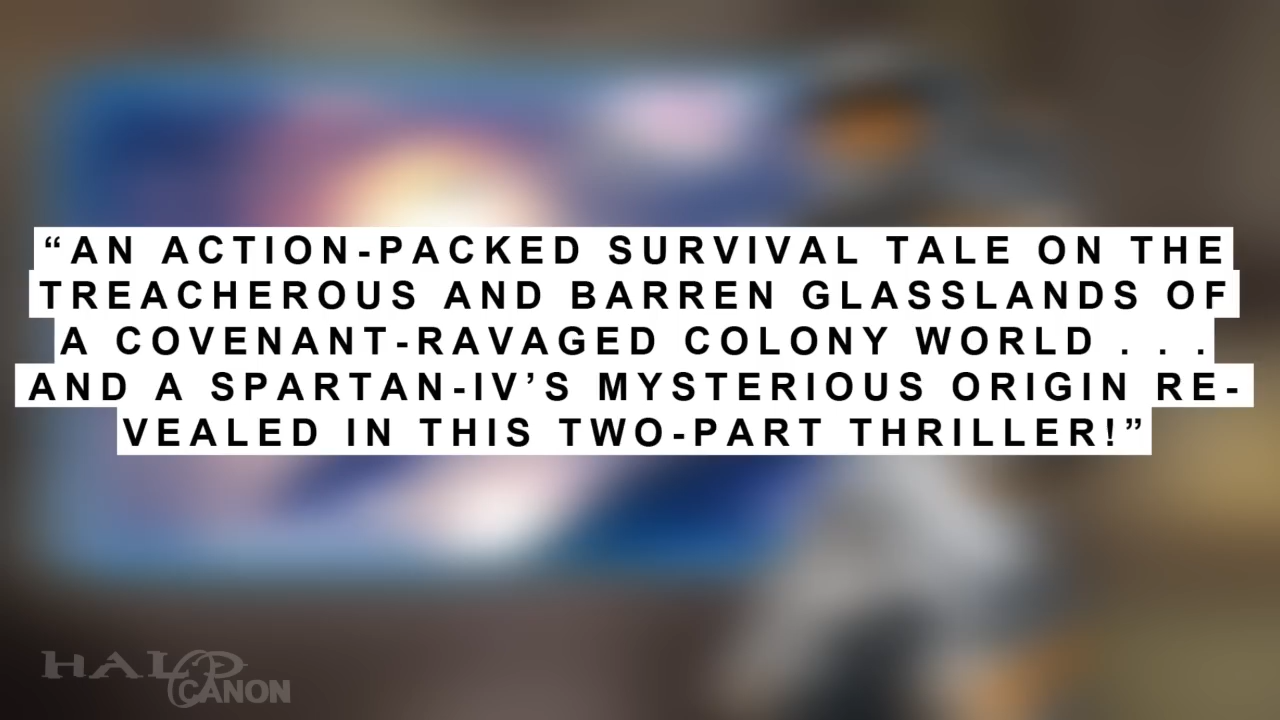 “AN ACTION-PACKED SURVIVAL TALE ON THE
TREACHEROUS AND BARREN GLASSLANDS OF
A COVENANT-RAVAGED COLONY WORLD . . .
AND A SPARTAN-IV’S MYSTERIOUS ORIGIN RE-
VEALED IN THIS TWO-PART THRILLER!”
HALO
CANON